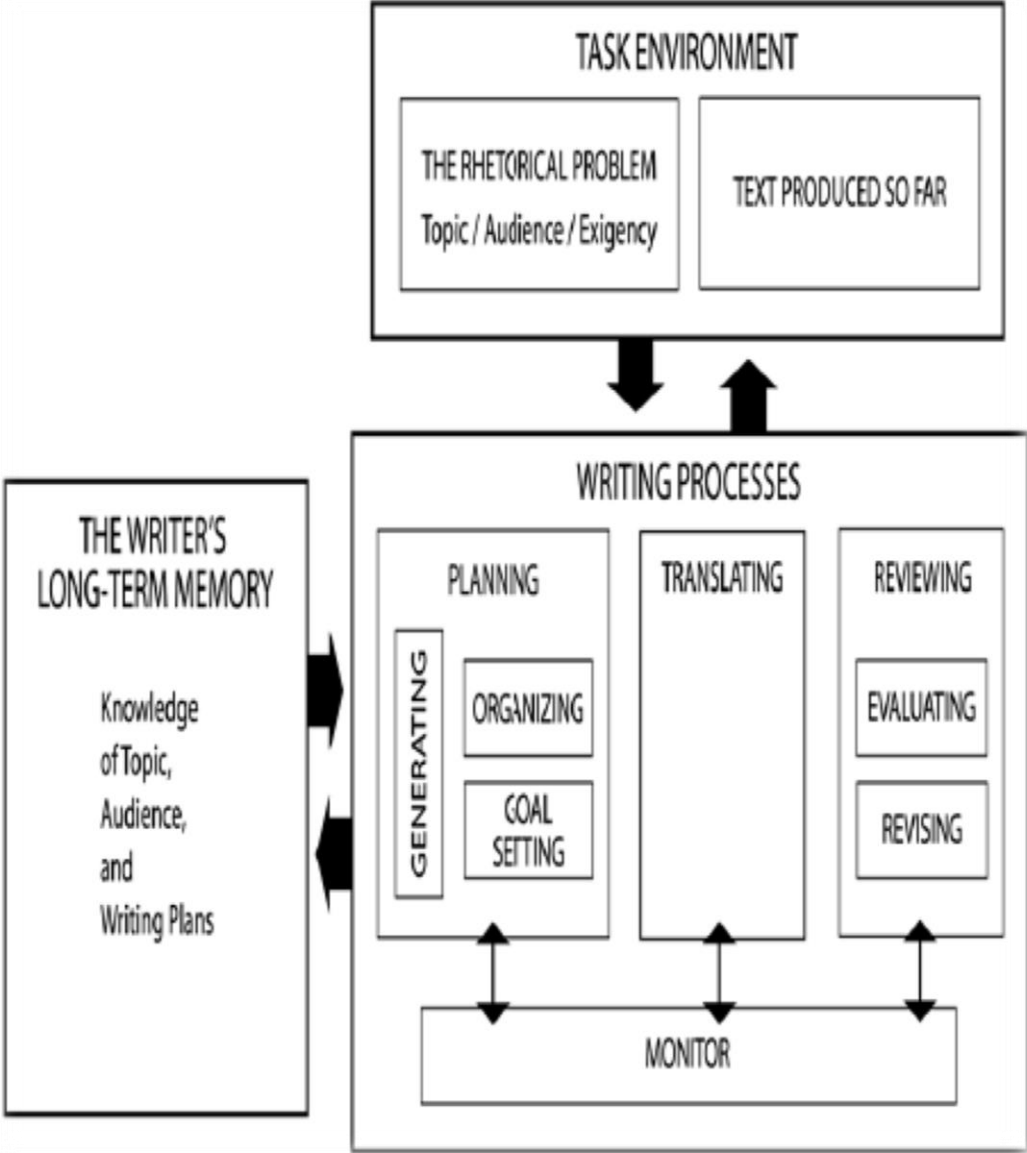 TASK ENVIRONMENT
THE RHETORICAL PROBLEM
Topic / Audience / Exigency
TEXT PRODUCED SO FAR
THE WRITER'S
LONG-TERM MEMORY
Knowledge
of Topic,
Audience,
and
Writing Plans
WRITING PROCESSES
PLANNING
GENERATING
ORGANIZING
GOAL
SETTING
TRANSLATING
REVIEWING
EVALUATING
REVISING
MONITOR